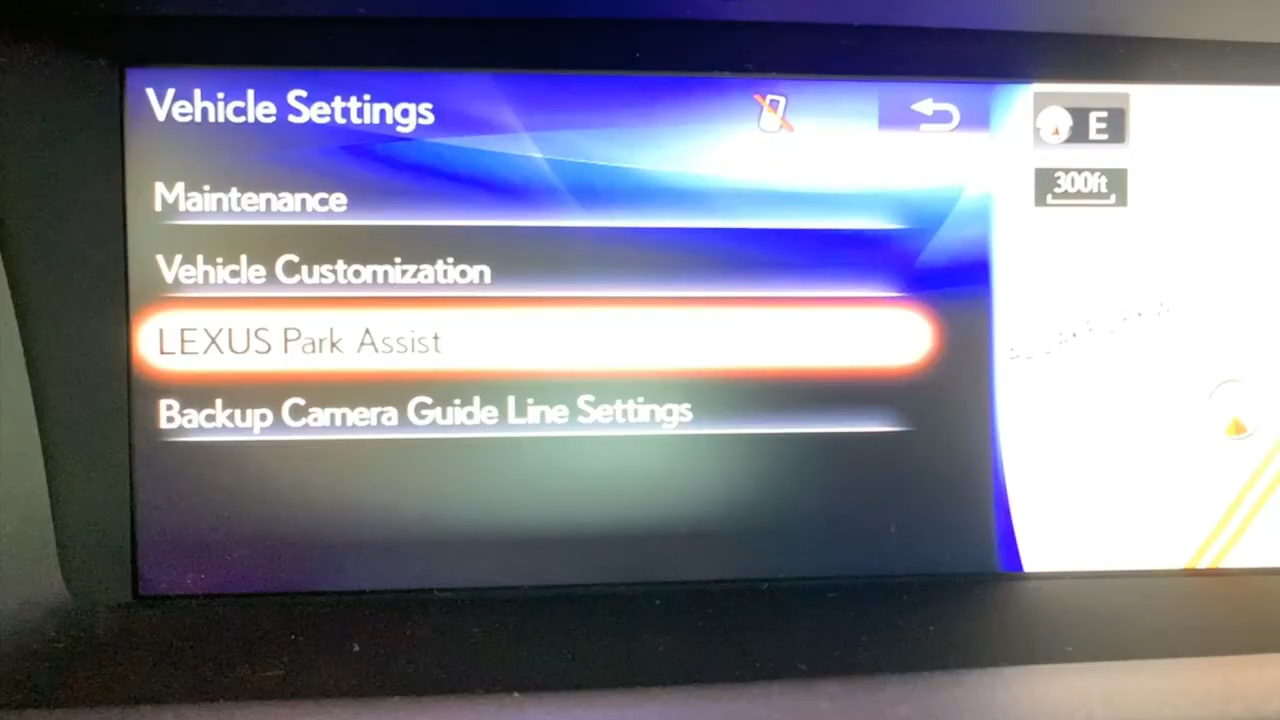 Vehicle Settings
E
Maintenance
300ft
Vehicle Customization
LEXUS Park Assist
Backup Camera Guide Line Settings